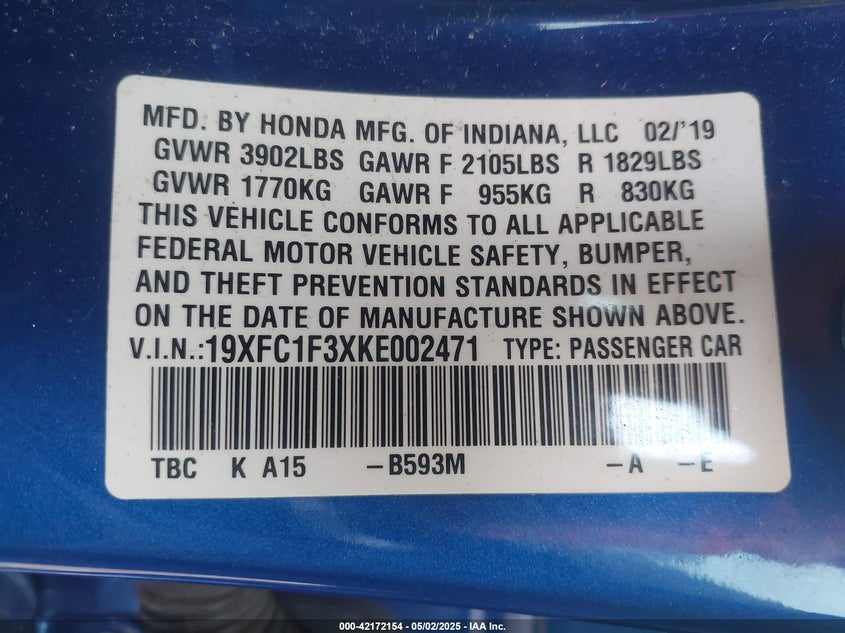 MFD. BY HONDA MFG. OF INDIANA, LLC 02/'19
GVWR 3902LBS GAWR F 2105LBS R 1829LBS
GVWR 1770KG GAWR F 955KG R 830KG
THIS VEHICLE CONFORMS TO ALL APPLICABLE
FEDERAL MOTOR VEHICLE SAFETY, BUMPER,
AND THEFT PREVENTION STANDARDS IN EFFECT
ON THE DATE OF MANUFACTURE SHOWN ABOVE.
V.I.N.:19XFC1F3XKE002471 TYPE: PASSENGER CAR
TBC K A15 -B593M -A -E
000-42172154 - 05/02/2025 - IAA Inc.